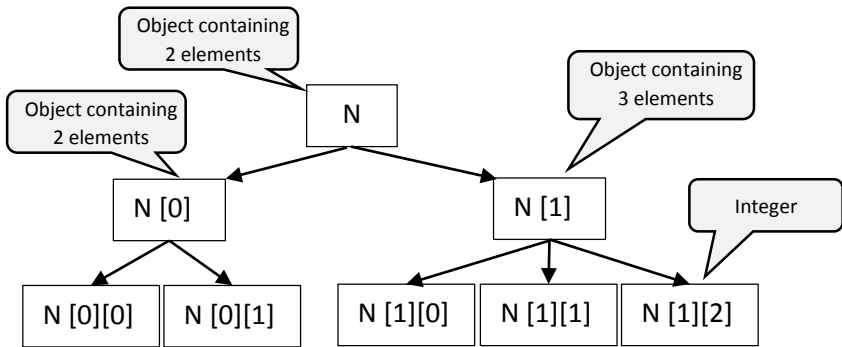 Object containing
2 elements
Object containing
3 elements
N
Object containing
2 elements
N [0]
N [1]
Integer
N [0][0]
N [0][1]
N [1][0]
N [1][1]
N [1][2]